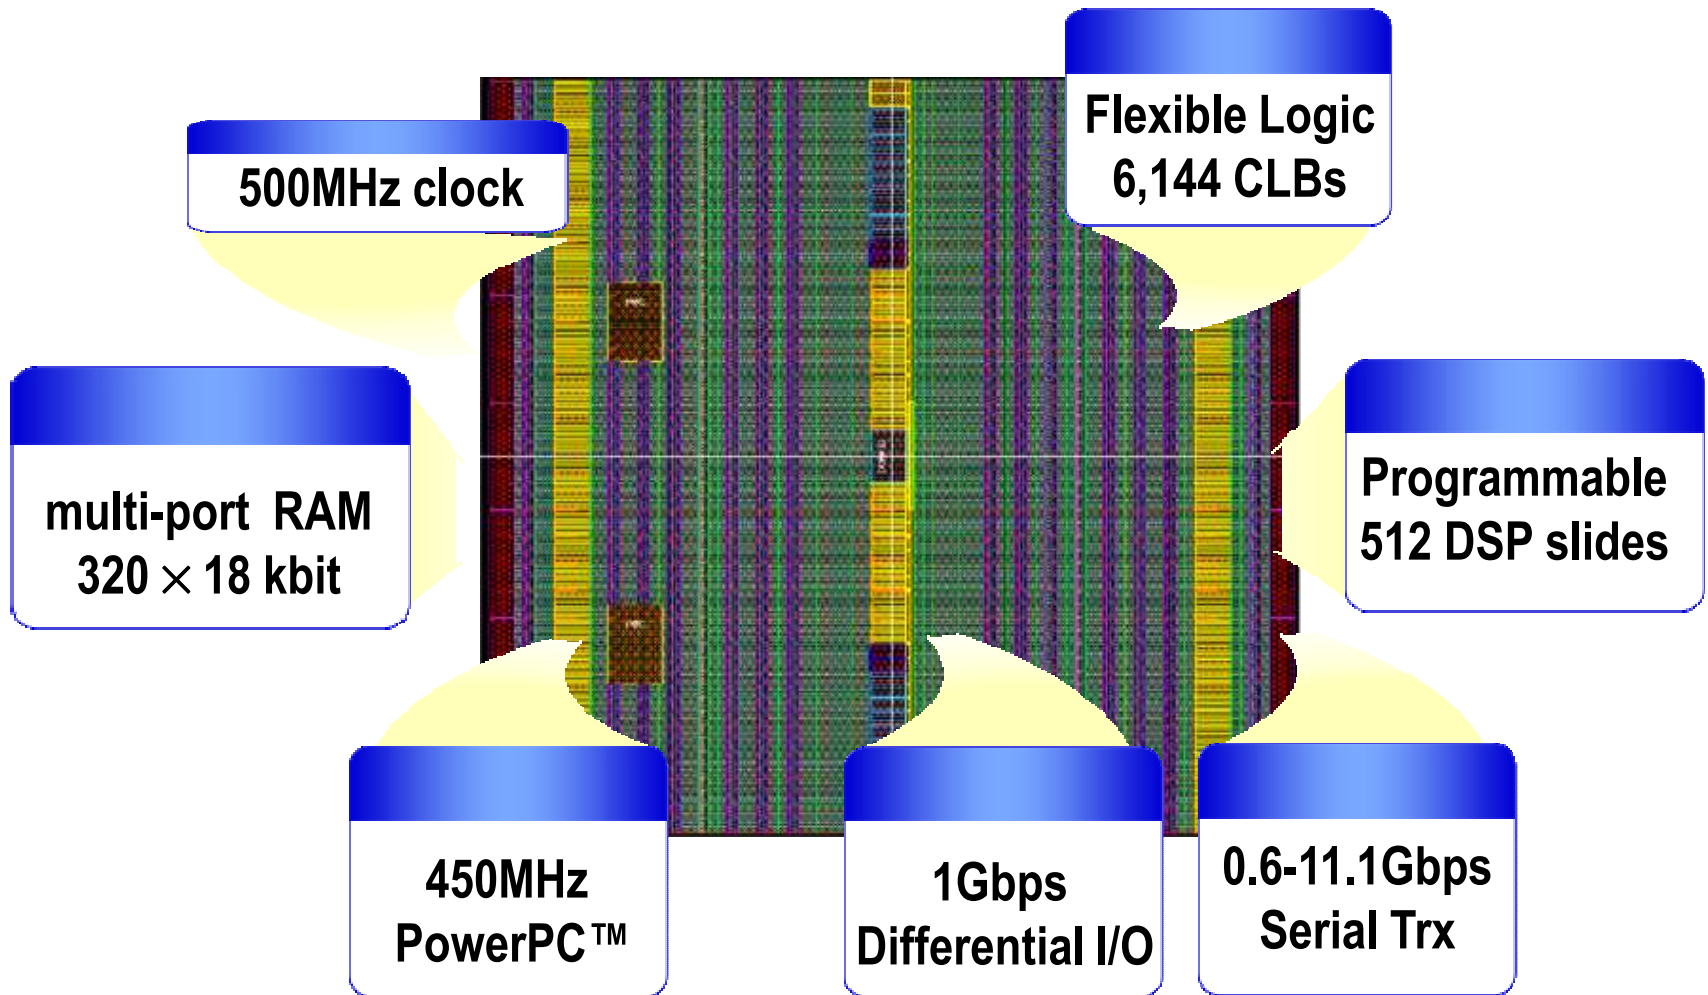 Flexible Logic
6,144 CLBs
500MHz clock
multi-port RAM
320 × 18 kbit
Programmable
512 DSP slides
450MHz
PowerPC™
1Gbps
Differential I/O
0.6-11.1Gbps
Serial Trx